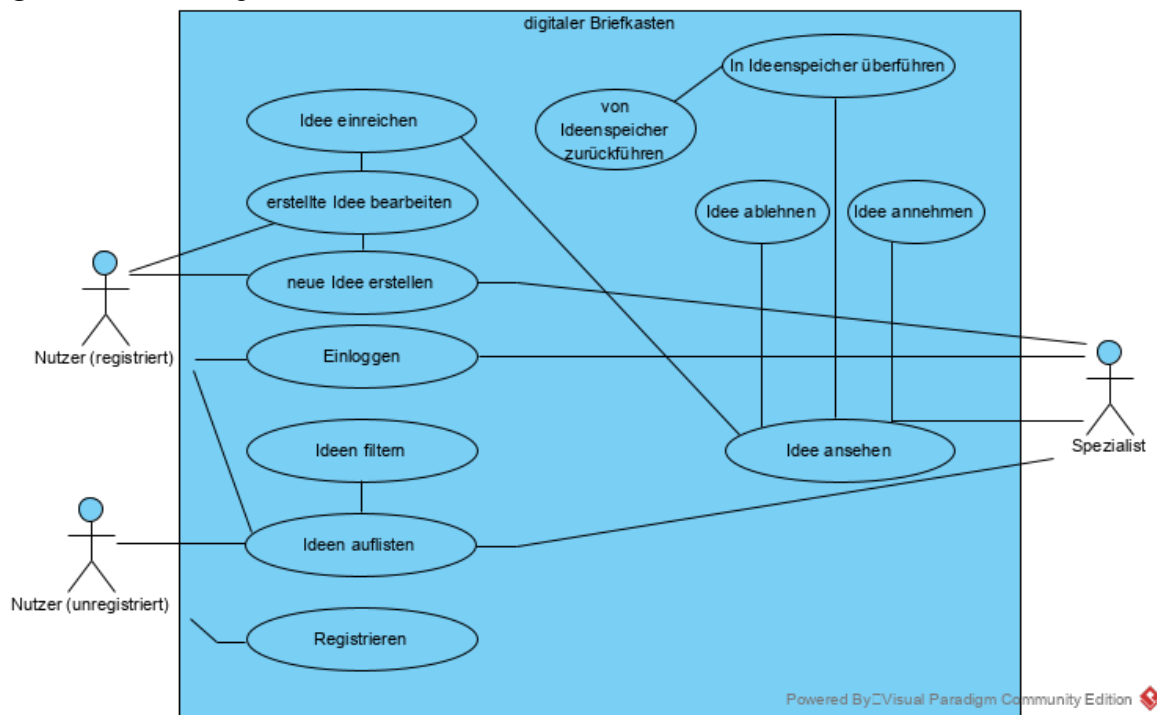 digitaler Briefkasten
In Ideenspeicher überführen
von
Ideenspeicher
zurückführen
Idee einreichen
erstellte Idee bearbeiten
Idee ablehnen
Idee annehmen
neue Idee erstellen
Nutzer (registriert)
Einloggen
Spezialist
Ideen filtern
Idee ansehen
Ideen auflisten
Nutzer (unregistriert)
Registrieren
Powered By Visual Paradigm Community Edition